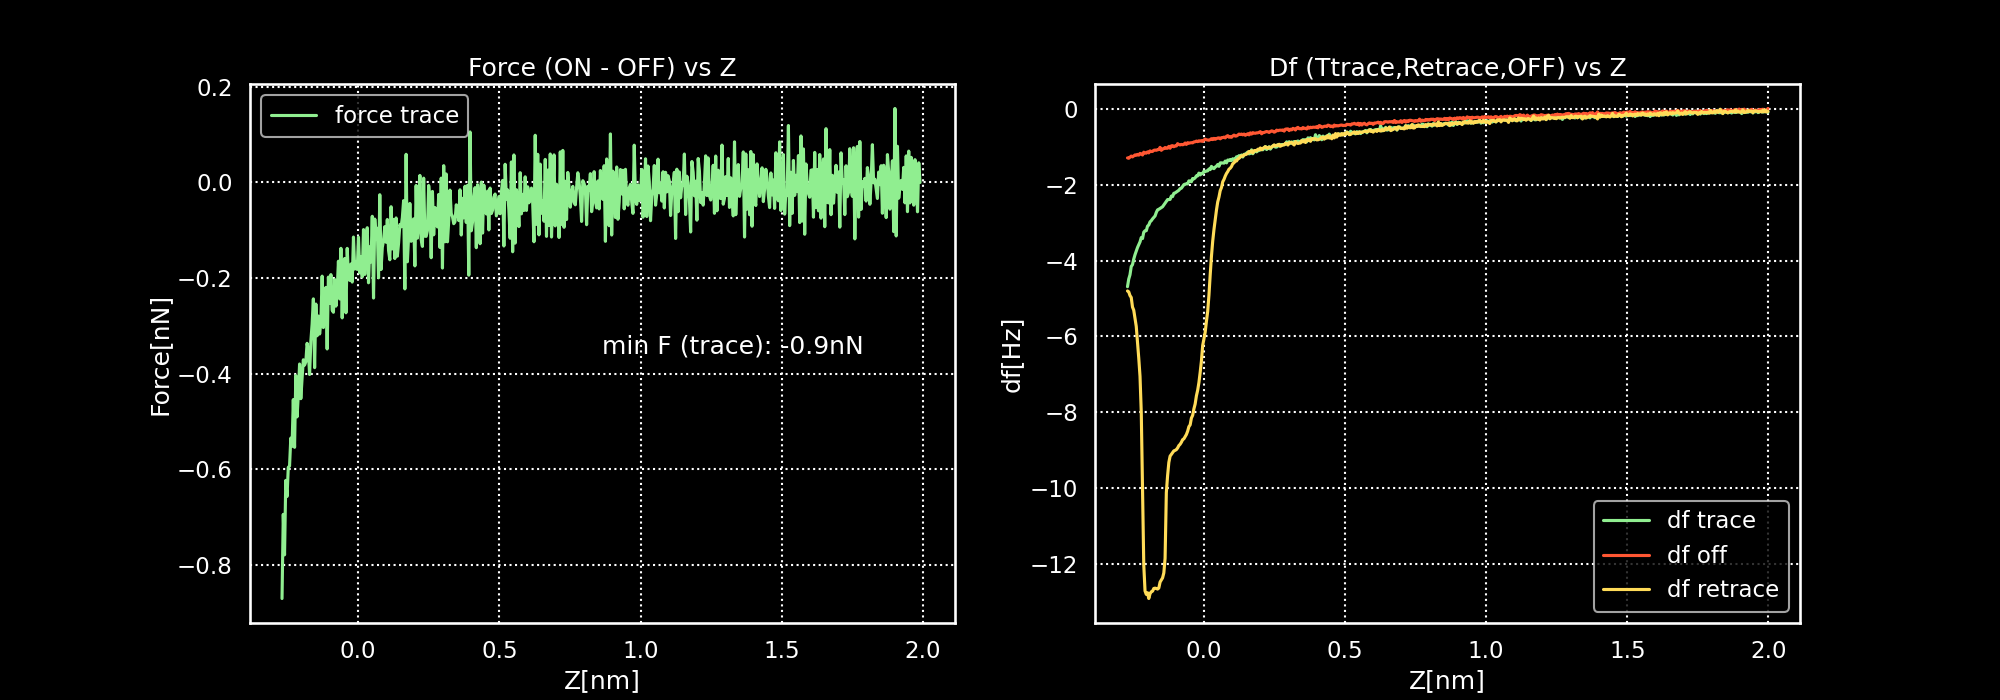 Force (ON - OFF) vs Z
force trace
min F (trace): -0.9nN
0.2
0.0
−0.2
−0.4
−0.6
−0.8
Force[nN]
0.0 0.5 1.0 1.5 2.0
Z[nm]
Df (Ttrace,Retrace,OFF) vs Z
0
−2
−4
−6
−8
−10
−12
df[Hz]
df trace
df off
df retrace
0.0 0.5 1.0 1.5 2.0
Z[nm]